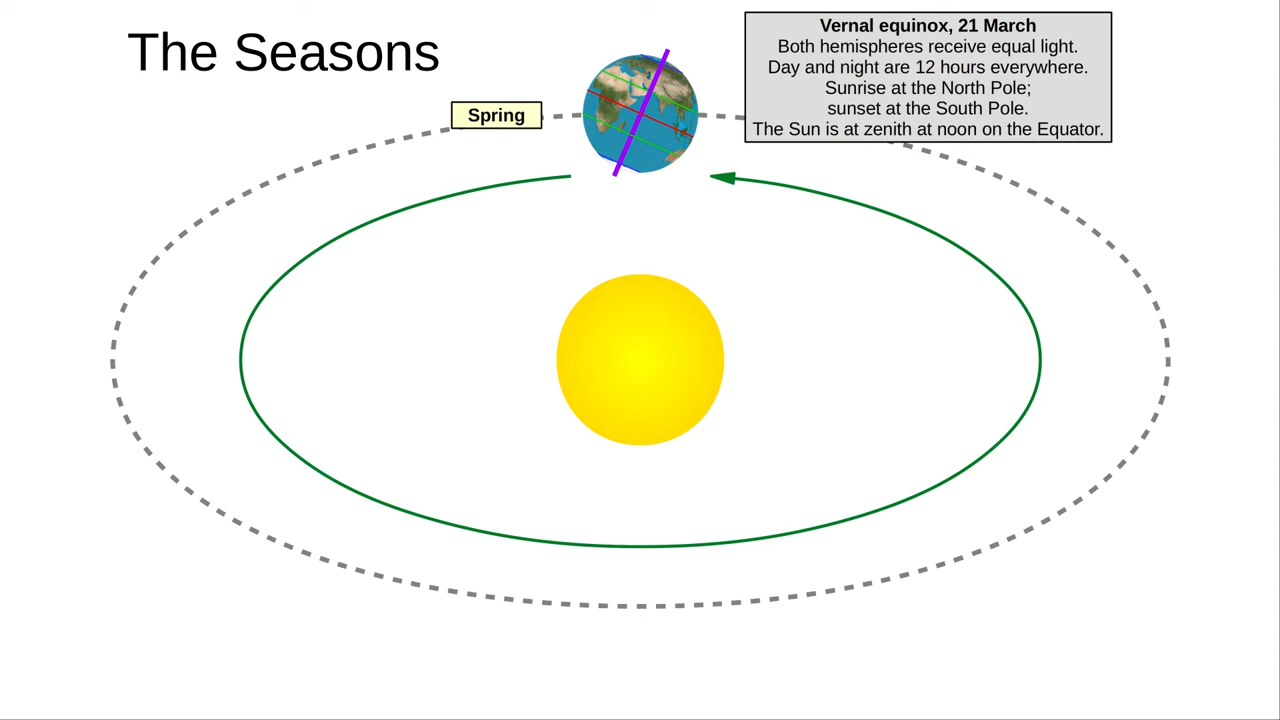 The Seasons
Vernal equinox, 21 March
Both hemispheres receive equal light.
Day and night are 12 hours everywhere.
Sunrise at the North Pole;
sunset at the South Pole.
The Sun is at zenith at noon on the Equator.
Spring